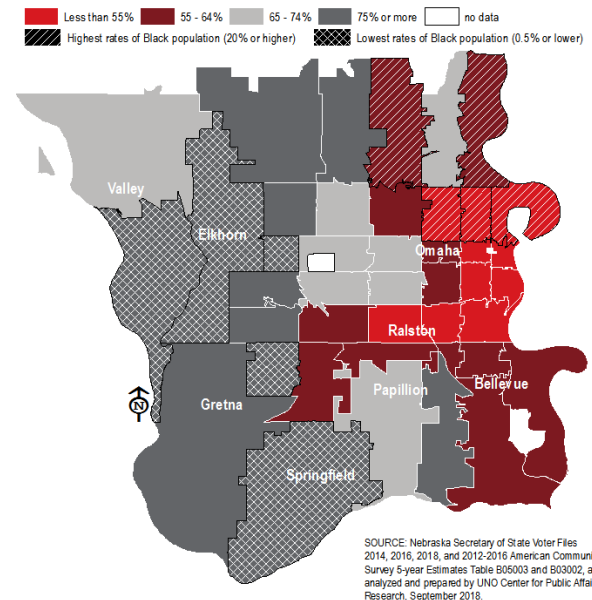 Less than 55% 55 - 64% 65 - 74% 75% or more no data
Highest rates of Black population (20% or higher) Lowest rates of Black population (0.5% or lower)
Valley
Elkhorn
Omaha
Ralston
Gretna
Papillion
Bellevue
N
Springfield
SOURCE: Nebraska Secretary of State Voter Files
2014, 2016, 2018, and 2012-2016 American Communi
Survey 5-year Estimates Table B05003 and B03002, a
analyzed and prepared by UNO Center for Public Affai
Research, September 2018.